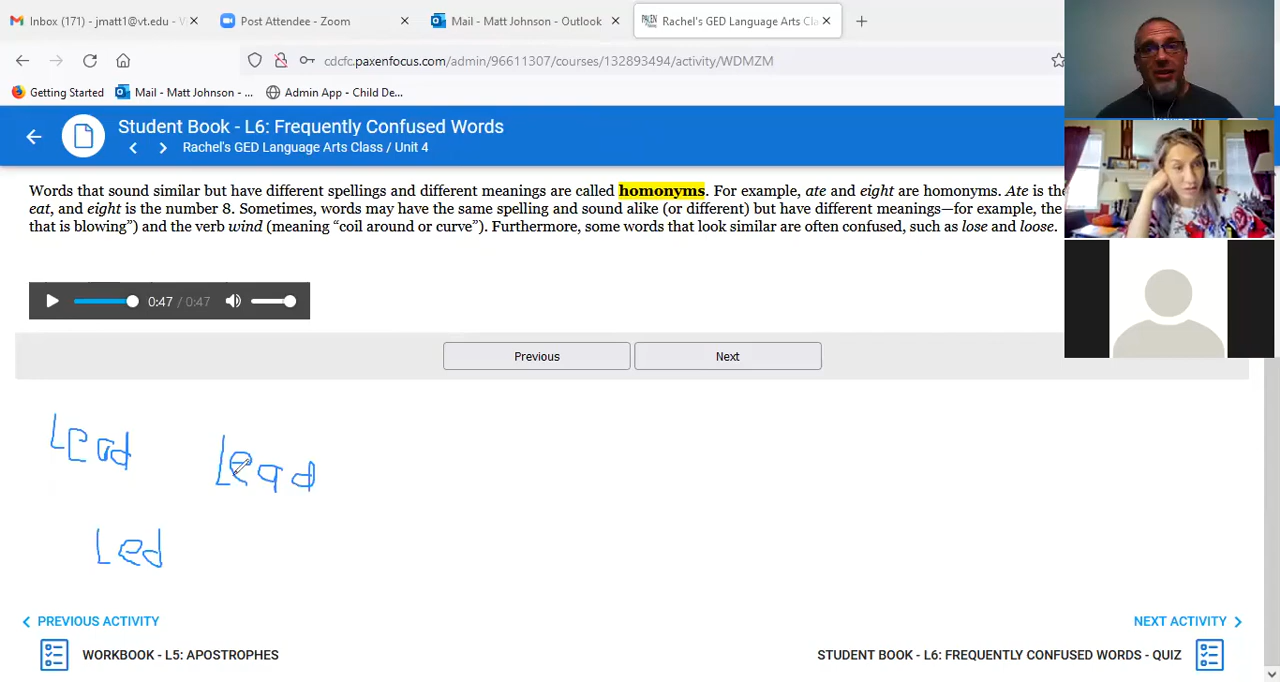 Inbox (171) - jmatt1@vt.edu - V
Post Attendee - Zoom
Mail - Matt Johnson - Outlook
Rachel's GED Language Arts Cla
cdcfc.paxenfocus.com/admin/96611307/courses/132893494/activity/WDMZM
Getting Started
Mail - Matt Johnson - ...
Admin App - Child De...
Student Book - L6: Frequently Confused Words
Rachel's GED Language Arts Class / Unit 4
Words that sound similar but have different spellings and different meanings are called homonyms. For example, ate and eight are homonyms. Ate is the
eat, and eight is the number 8. Sometimes, words may have the same spelling and sound alike (or different) but have different meanings—for example, the
that is blowing”) and the verb wind (meaning “coil around or curve”). Furthermore, some words that look similar are often confused, such as lose and loose.
0:47 / 0:47
Previous
Next
Lead
Lead
Led
PREVIOUS ACTIVITY
NEXT ACTIVITY
WORKBOOK - L5: APOSTROPHES
STUDENT BOOK - L6: FREQUENTLY CONFUSED WORDS - QUIZ